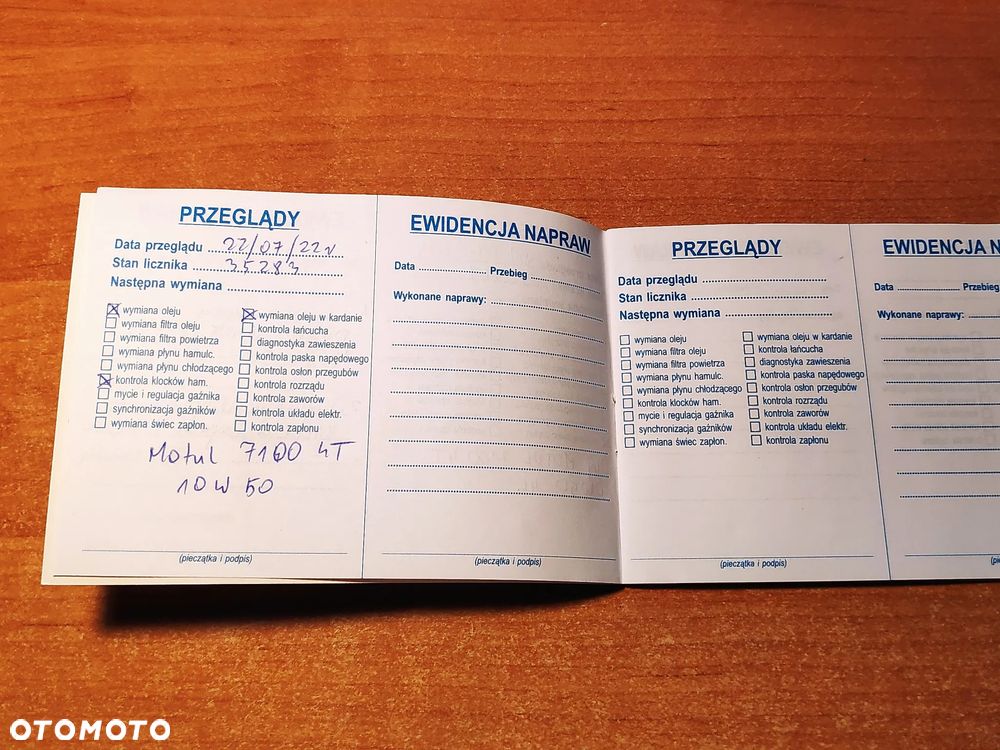 PRZEGLĄDY
Data przeglądu 22/07/22r
Stan licznika 35283
Następna wymiana
wymiana oleju
wymiana filtra oleju
wymiana filtra powietrza
wymiana płynu hamulc.
wymiana płynu chłodzącego
kontrola klocków ham.
mycie i regulacja gaźnika
synchronizacja gaźników
wymiana świec zapłon.
wymiana oleju w kardanie
kontrola łańcucha
diagnostyka zawieszenia
kontrola paska napędowego
kontrola osłon przegubów
kontrola rozrządu
kontrola zaworów
kontrola układu elektr.
kontrola zapłonu
Motul 7100 4T
10W 50
(pieczątka i podpis)
EWIDENCJA NAPRAW
Data Przebieg
Wykonane naprawy:
(pieczątka i podpis)
PRZEGLĄDY
Data przeglądu
Stan licznika
Następna wymiana
wymiana oleju
wymiana filtra oleju
wymiana filtra powietrza
wymiana płynu hamulc.
wymiana płynu chłodzącego
kontrola klocków ham.
mycie i regulacja gaźnika
synchronizacja gaźników
wymiana świec zapłon.
wymiana oleju w kardanie
kontrola łańcucha
diagnostyka zawieszenia
kontrola paska napędowego
kontrola osłon przegubów
kontrola rozrządu
kontrola zaworów
kontrola układu elektr.
kontrola zapłonu
(pieczątka i podpis)
EWIDENCJA N
Data Przebieg
Wykonane naprawy:
(pi
OTOMOTO